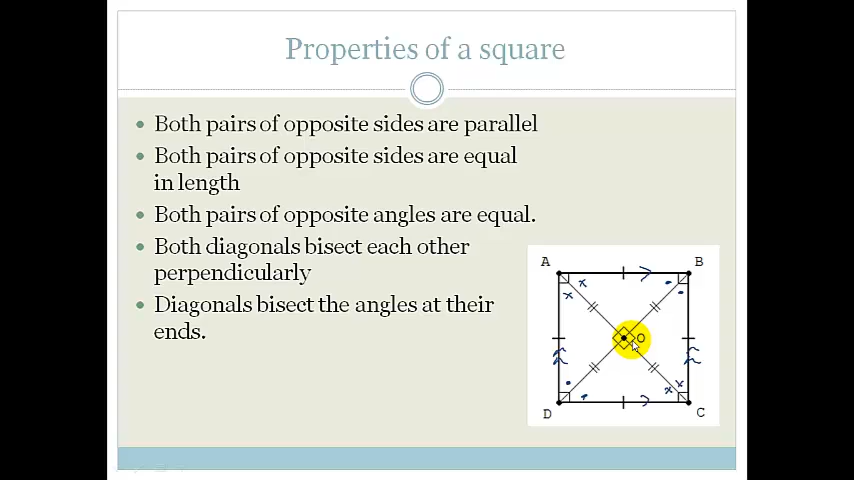 Properties of a square
Both pairs of opposite sides are parallel
Both pairs of opposite sides are equal
in length
Both pairs of opposite angles are equal.
Both diagonals bisect each other
perpendicularly
Diagonals bisect the angles at their
ends.
A B
O
D C